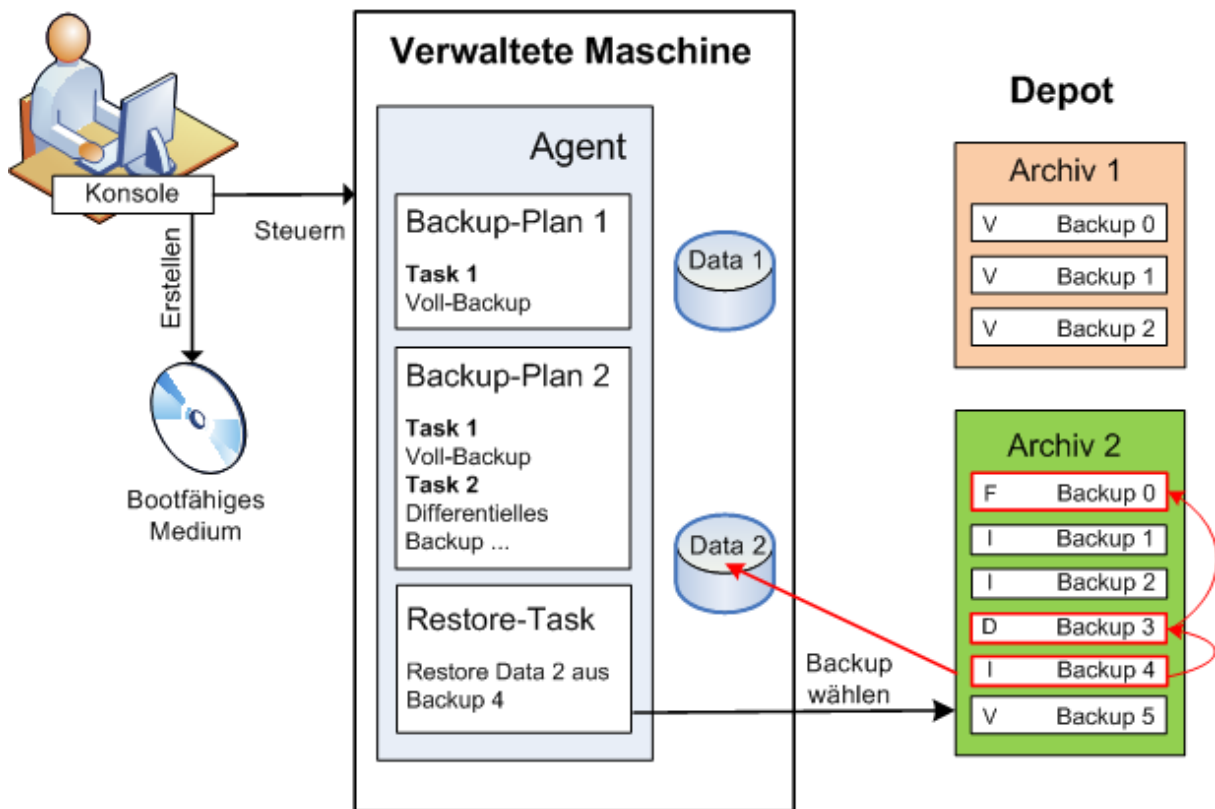 Verwaltete Maschine
Depot
Konsole
Steuern
Erstellen
Bootfähiges
Medium
Agent
Backup-Plan 1
Task 1
Voll-Backup
Backup-Plan 2
Task 1
Voll-Backup
Task 2
Differentielles
Backup ...
Restore-Task
Restore Data 2 aus
Backup 4
Data 1
Data 2
Backup
wählen
Archiv 1
V Backup 0
V Backup 1
V Backup 2
Archiv 2
F Backup 0
I Backup 1
I Backup 2
D Backup 3
I Backup 4
V Backup 5